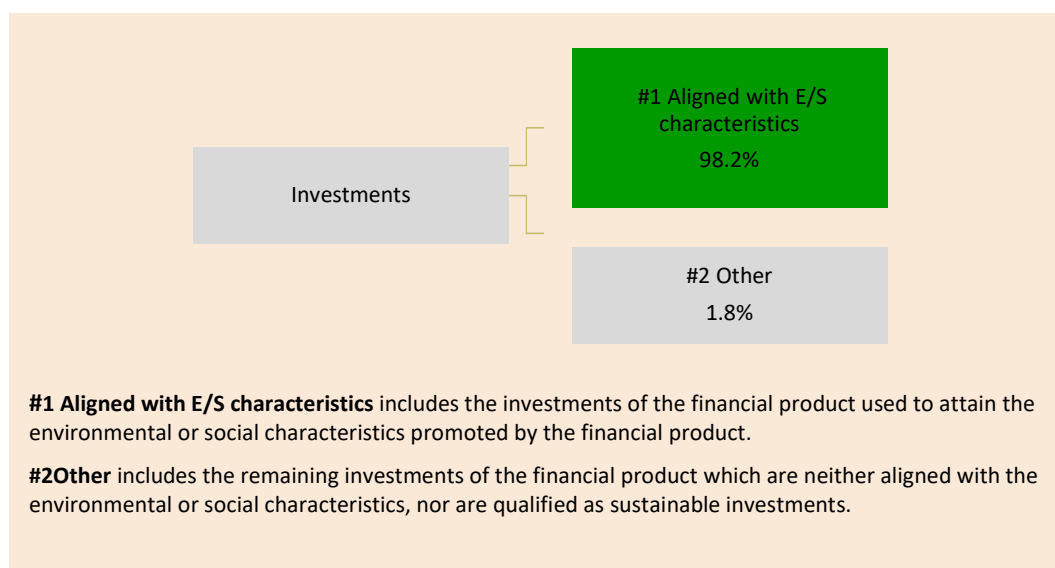 #1 Aligned with E/S
characteristics
98.2%
Investments
#2 Other
1.8%
#1 Aligned with E/S characteristics includes the investments of the financial product used to attain the
environmental or social characteristics promoted by the financial product.
#2Other includes the remaining investments of the financial product which are neither aligned with the
environmental or social characteristics, nor are qualified as sustainable investments.